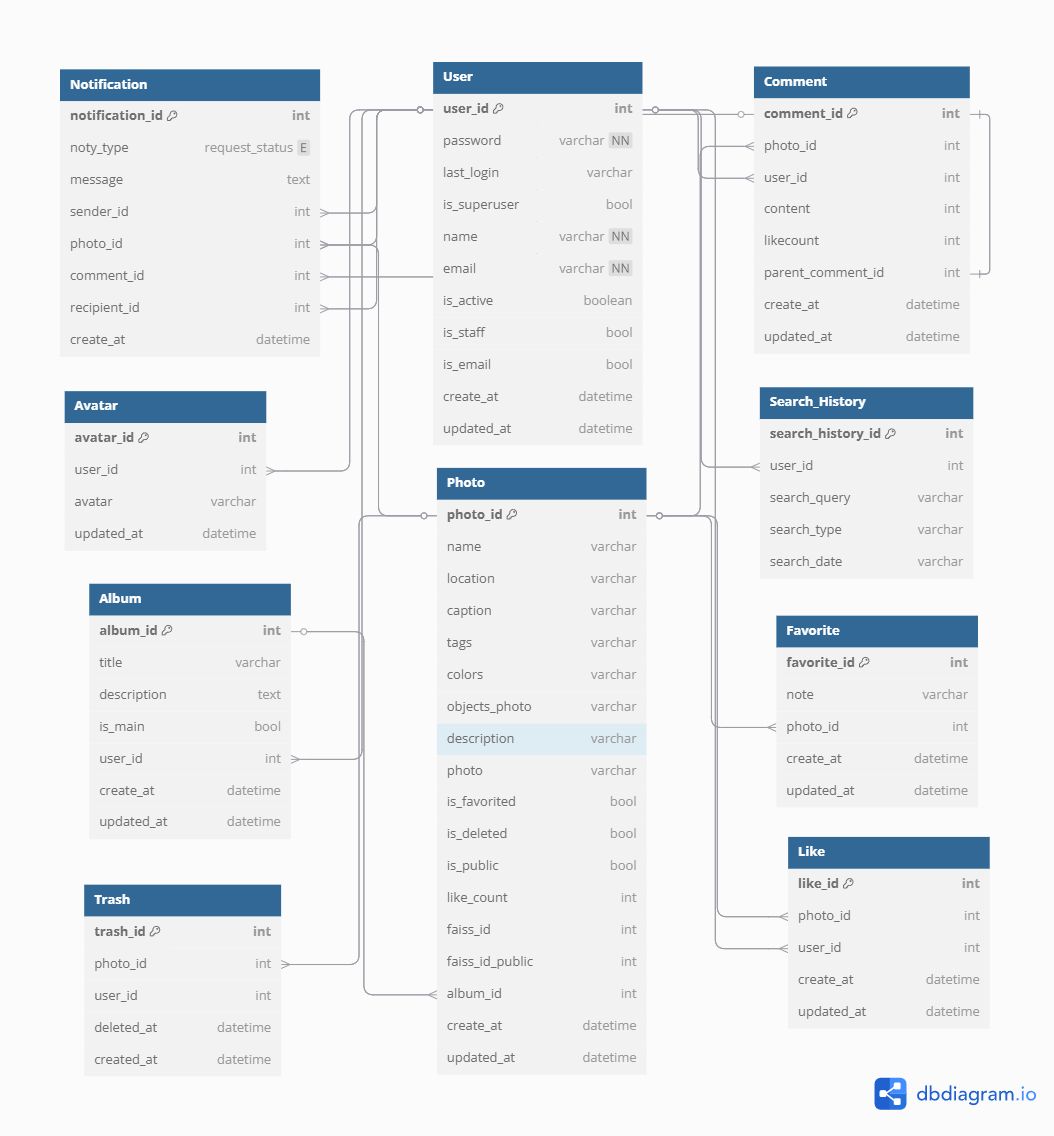 Notification
notification_id int
noty_type request_status E
message text
sender_id int
photo_id int
comment_id int
recipient_id int
create_at datetime
User
user_id int
password varchar NN
last_login varchar
is_superuser bool
name varchar NN
email varchar NN
is_active boolean
is_staff bool
is_email bool
create_at datetime
updated_at datetime
Comment
comment_id int
photo_id int
user_id int
content int
likecount int
parent_comment_id int
create_at datetime
updated_at datetime
Avatar
avatar_id int
user_id int
avatar varchar
updated_at datetime
Search_History
search_history_id int
user_id int
search_query varchar
search_type varchar
search_date varchar
Photo
photo_id int
name varchar
location varchar
caption varchar
tags varchar
colors varchar
objects_photo varchar
description varchar
photo varchar
is_favorited bool
is_deleted bool
is_public bool
like_count int
faiss_id int
faiss_id_public int
album_id int
create_at datetime
updated_at datetime
Album
album_id int
title varchar
description text
is_main bool
user_id int
create_at datetime
updated_at datetime
Favorite
favorite_id int
note varchar
photo_id int
create_at datetime
updated_at datetime
Trash
trash_id int
photo_id int
user_id int
deleted_at datetime
created_at datetime
Like
like_id int
photo_id int
user_id int
create_at datetime
updated_at datetime
dbdiagram.io